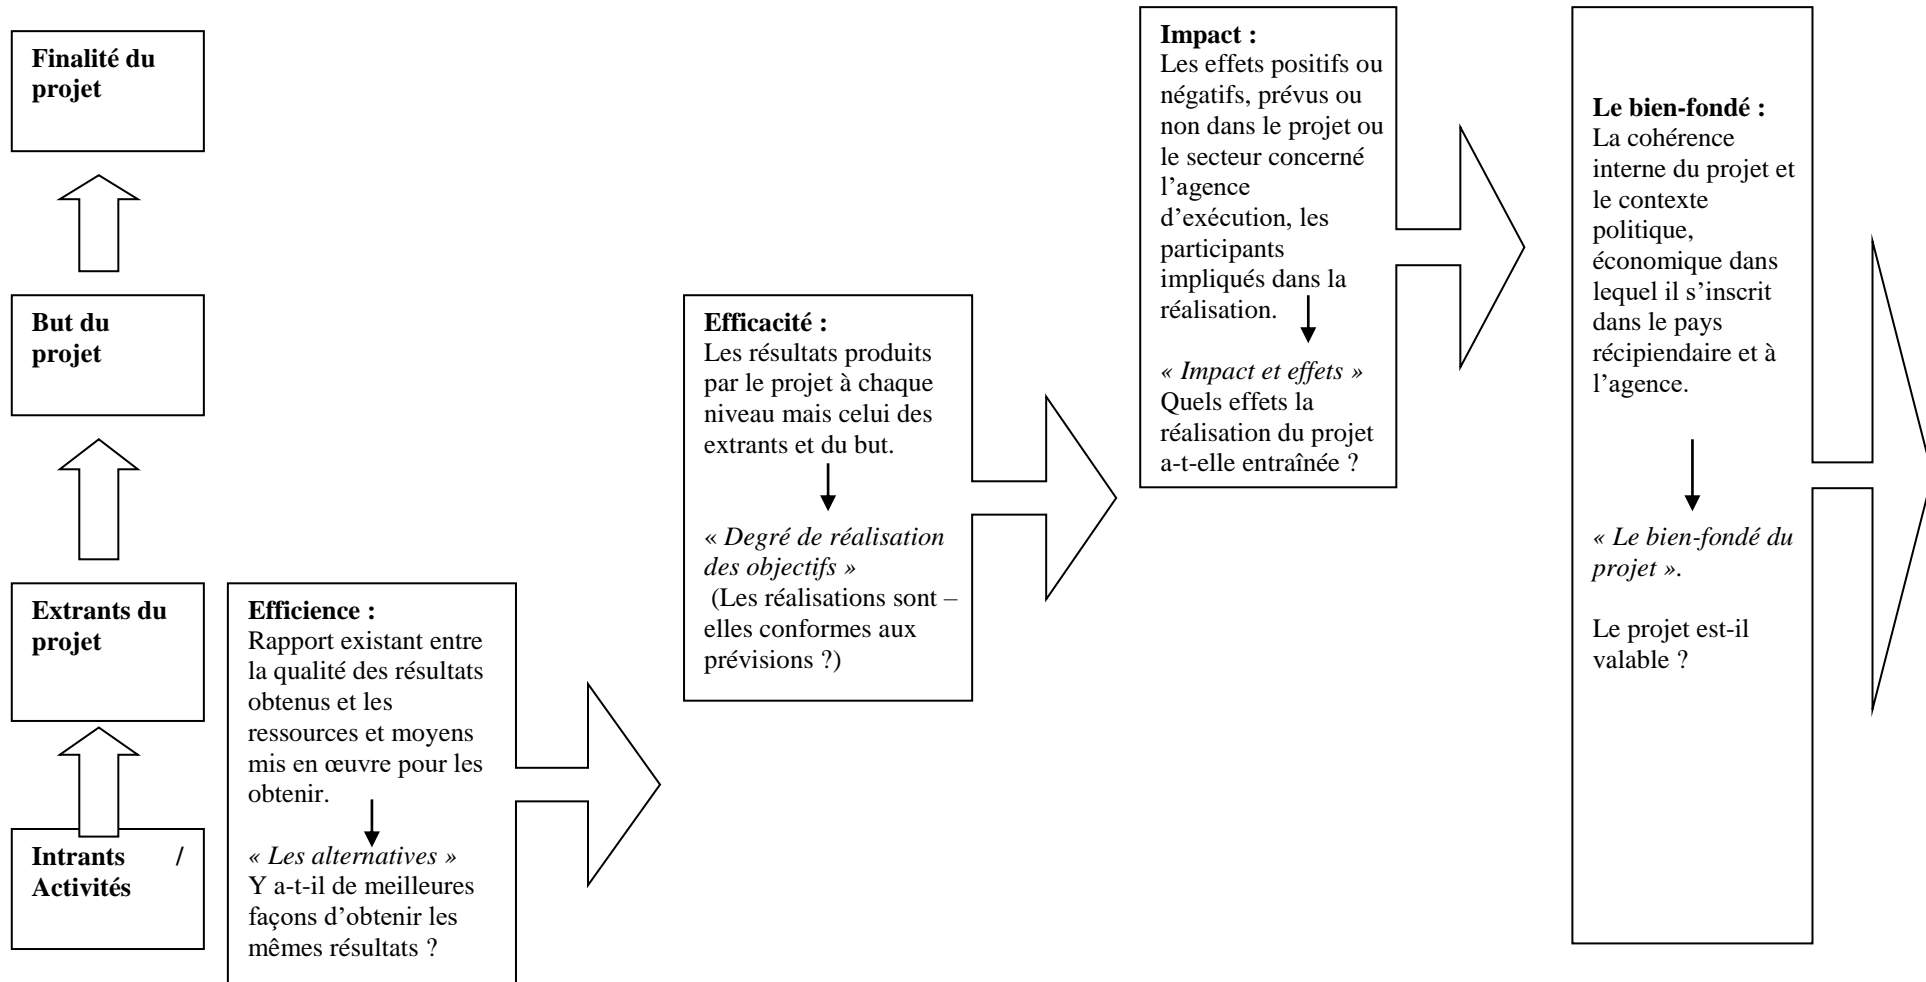 Finalité du
projet
But du
projet
Extrants du
projet
Intrants /
Activités
Efficience :
Rapport existant entre
la qualité des résultats
obtenus et les
ressources et moyens
mis en œuvre pour les
obtenir.
« Les alternatives »
Y a-t-il de meilleures
façons d’obtenir les
mêmes résultats ?
Efficacité :
Les résultats produits
par le projet à chaque
niveau mais celui des
extrants et du but.
« Degré de réalisation
des objectifs »
(Les réalisations sont –
elles conformes aux
prévisions ?)
Impact :
Les effets positifs ou
négatifs, prévus ou
non dans le projet ou
le secteur concerné
l’agence
d’exécution, les
participants
impliqués dans la
réalisation.
« Impact et effets »
Quels effets la
réalisation du projet
a-t-elle entraînée ?
Le bien-fondé :
La cohérence
interne du projet et
le contexte
politique,
économique dans
lequel il s’inscrit
dans le pays
récipiendaire et à
l’agence.
« Le bien-fondé du
projet ».
Le projet est-il
valable ?